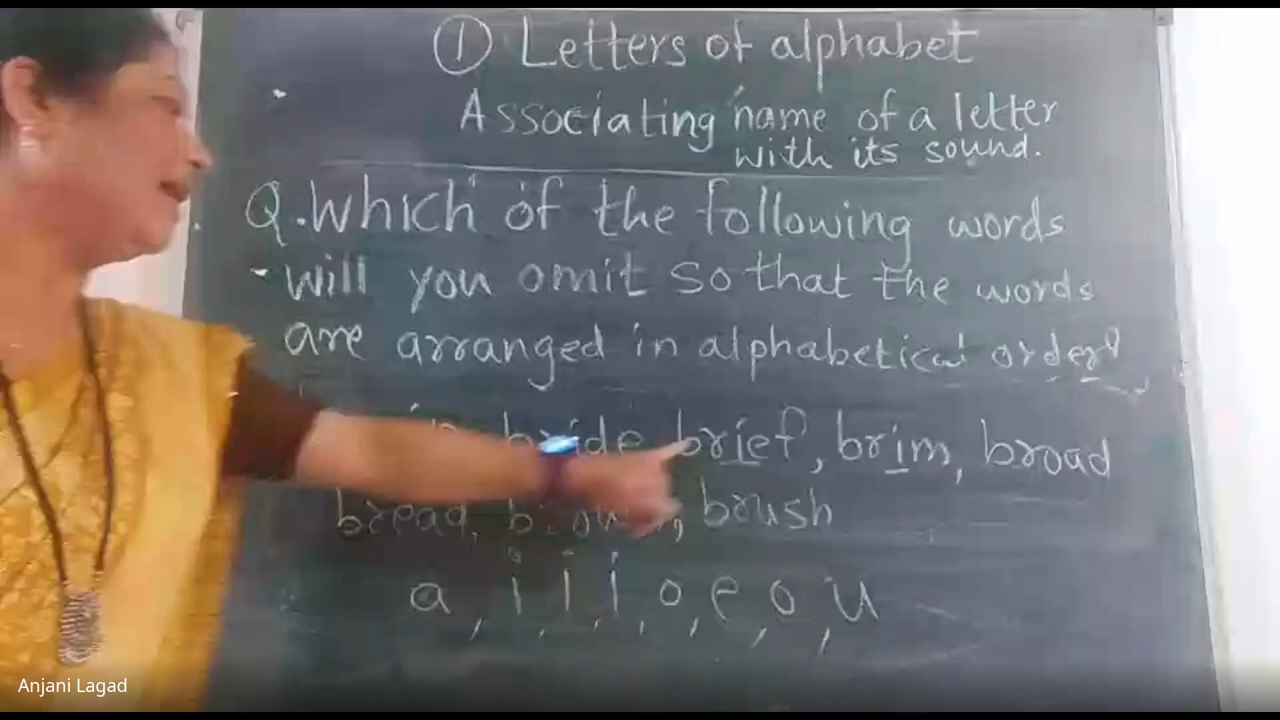 ① Letters of alphabet
Associating name of a letter
with its sound.
Q. Which of the following words
will you omit so that the words
are arranged in alphabetical order?
bride brief, brim, broad
bread, brush
a, i, i, i, o, e, o, u
Anjani Lagad